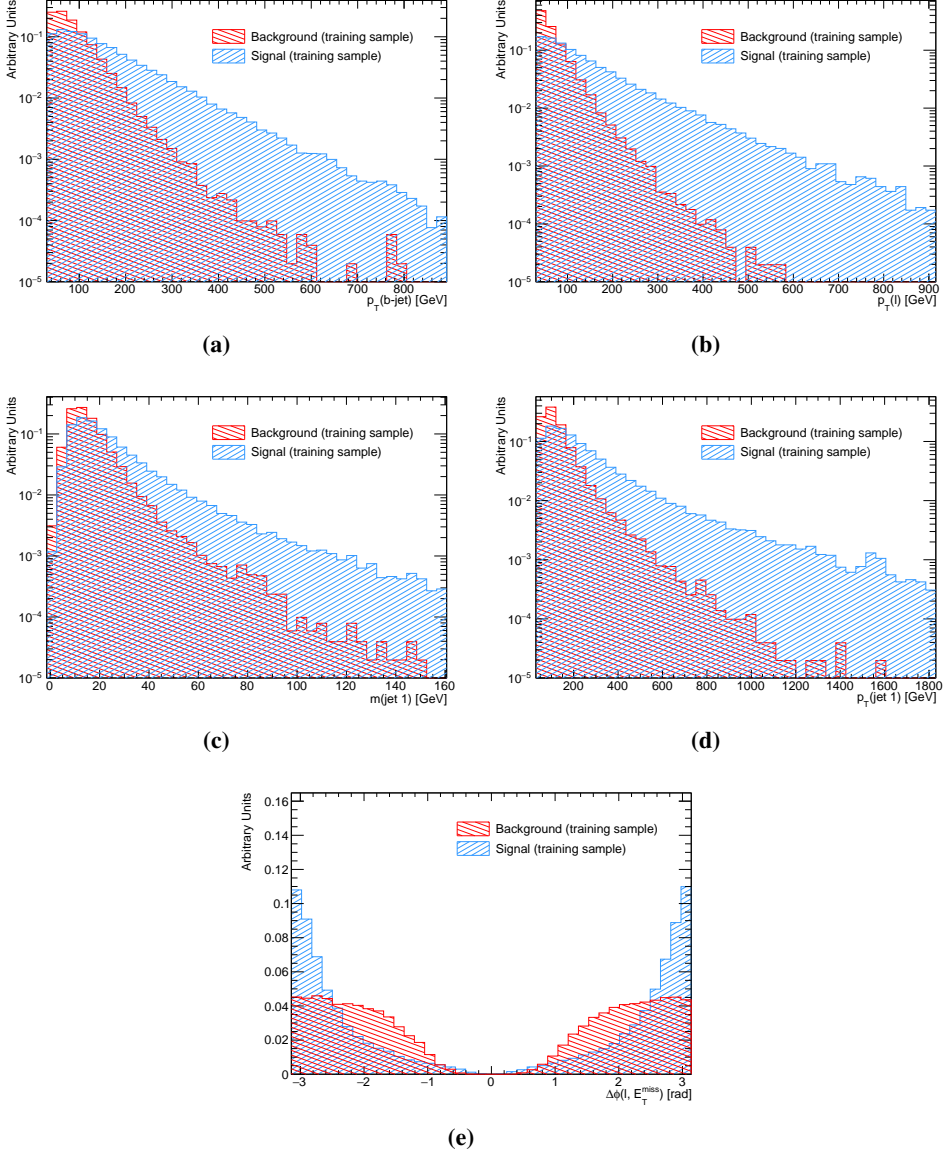 Arbitrary Units
10⁻¹
10⁻²
10⁻³
10⁻⁴
10⁻⁵
Background (training sample)
Signal (training sample)
100 200 300 400 500 600 700 800
p_T(b-jet) [GeV]
(a)
Arbitrary Units
10⁻¹
10⁻²
10⁻³
10⁻⁴
10⁻⁵
Background (training sample)
Signal (training sample)
100 200 300 400 500 600 700 800 900
p_T(l) [GeV]
(b)
Arbitrary Units
10⁻¹
10⁻²
10⁻³
10⁻⁴
10⁻⁵
Background (training sample)
Signal (training sample)
0 20 40 60 80 100 120 140 160
m(jet 1) [GeV]
(c)
Arbitrary Units
10⁻¹
10⁻²
10⁻³
10⁻⁴
10⁻⁵
Background (training sample)
Signal (training sample)
200 400 600 800 1000 1200 1400 1600 1800
p_T(jet 1) [GeV]
(d)
Arbitrary Units
0.16
0.14
0.12
0.1
0.08
0.06
0.04
0.02
0
Background (training sample)
Signal (training sample)
−3 −2 −1 0 1 2 3
Δϕ(l, E_T^miss) [rad]
(e)